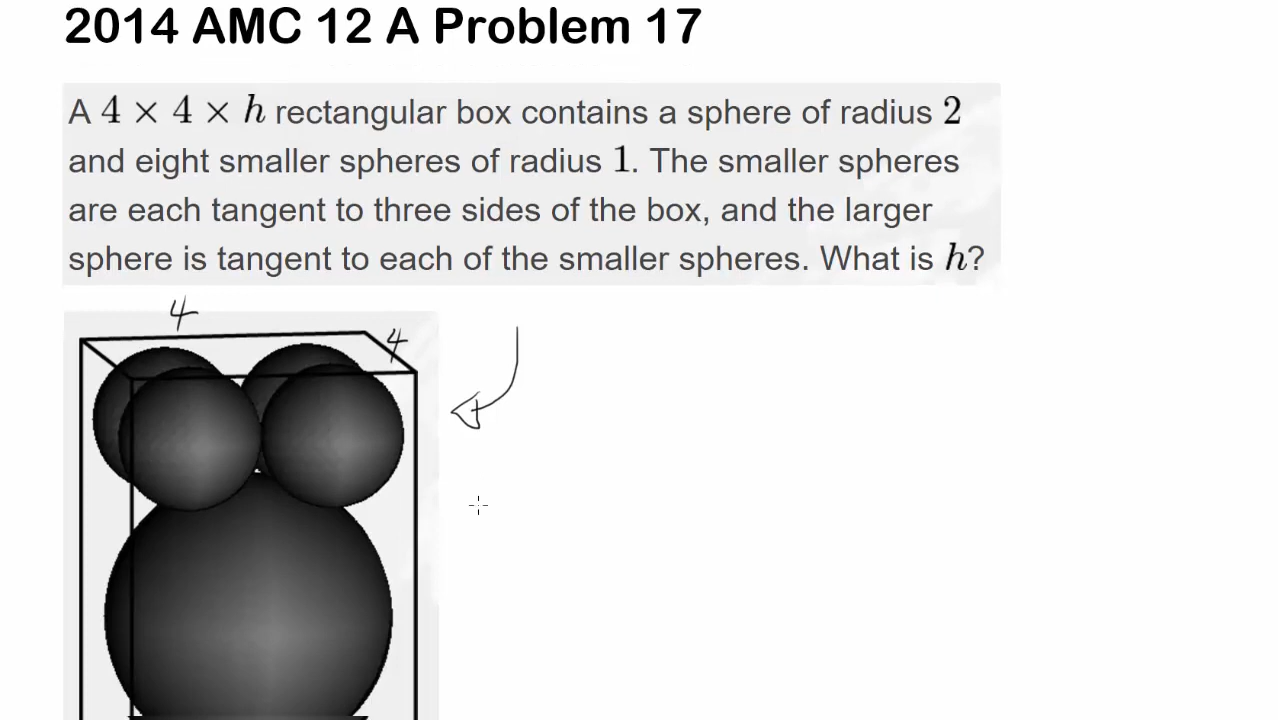 2014 AMC 12 A Problem 17
A 4 × 4 × h rectangular box contains a sphere of radius 2
and eight smaller spheres of radius 1. The smaller spheres
are each tangent to three sides of the box, and the larger
sphere is tangent to each of the smaller spheres. What is h?
4
4